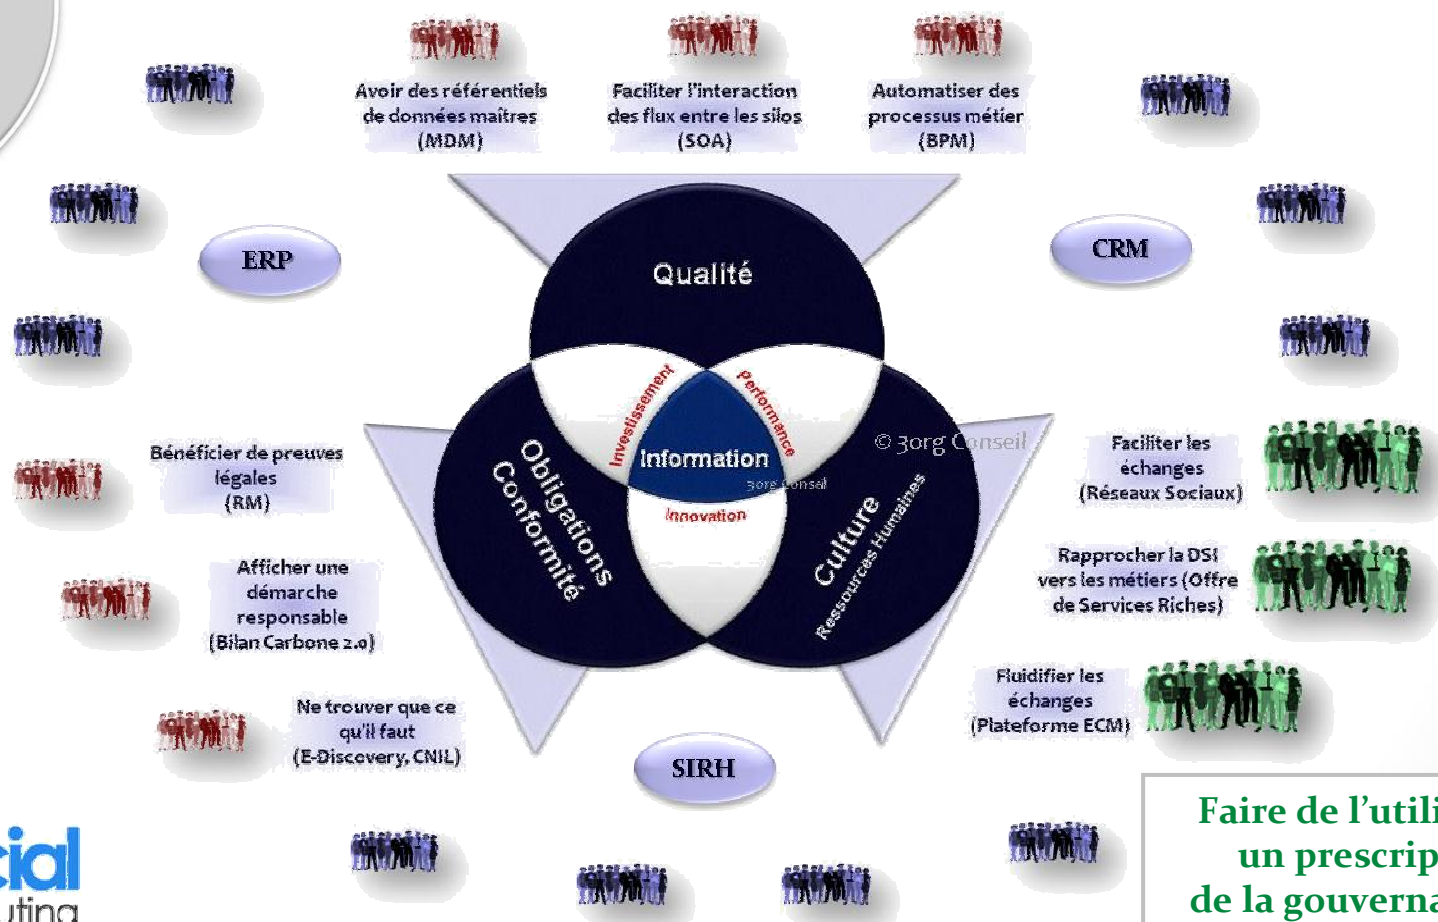 Avoir des référentiels
de données maîtres
(MDM)
Faciliter l'interaction
des flux entre les silos
(SOA)
Automatiser des
processus métier
(BPM)
ERP
CRM
Qualité
Investissement
Performance
Information
3org Conseil
© 3org Conseil
Innovation
Obligations
Conformité
Culture
Ressources Humaines
Bénéficier de preuves
légales
(RM)
Afficher une
démarche
responsable
(Bilan Carbone 2.0)
Ne trouver que ce
qu'il faut
(E-Discovery, CNIL)
Faciliter les
échanges
(Réseaux Sociaux)
Rapprocher la DSI
vers les métiers (Offre
de Services Riches)
Fluidifier les
échanges
(Plateforme ECM)
SIRH
Faire de l'utili
un prescrip
de la gouverna
cial
uting